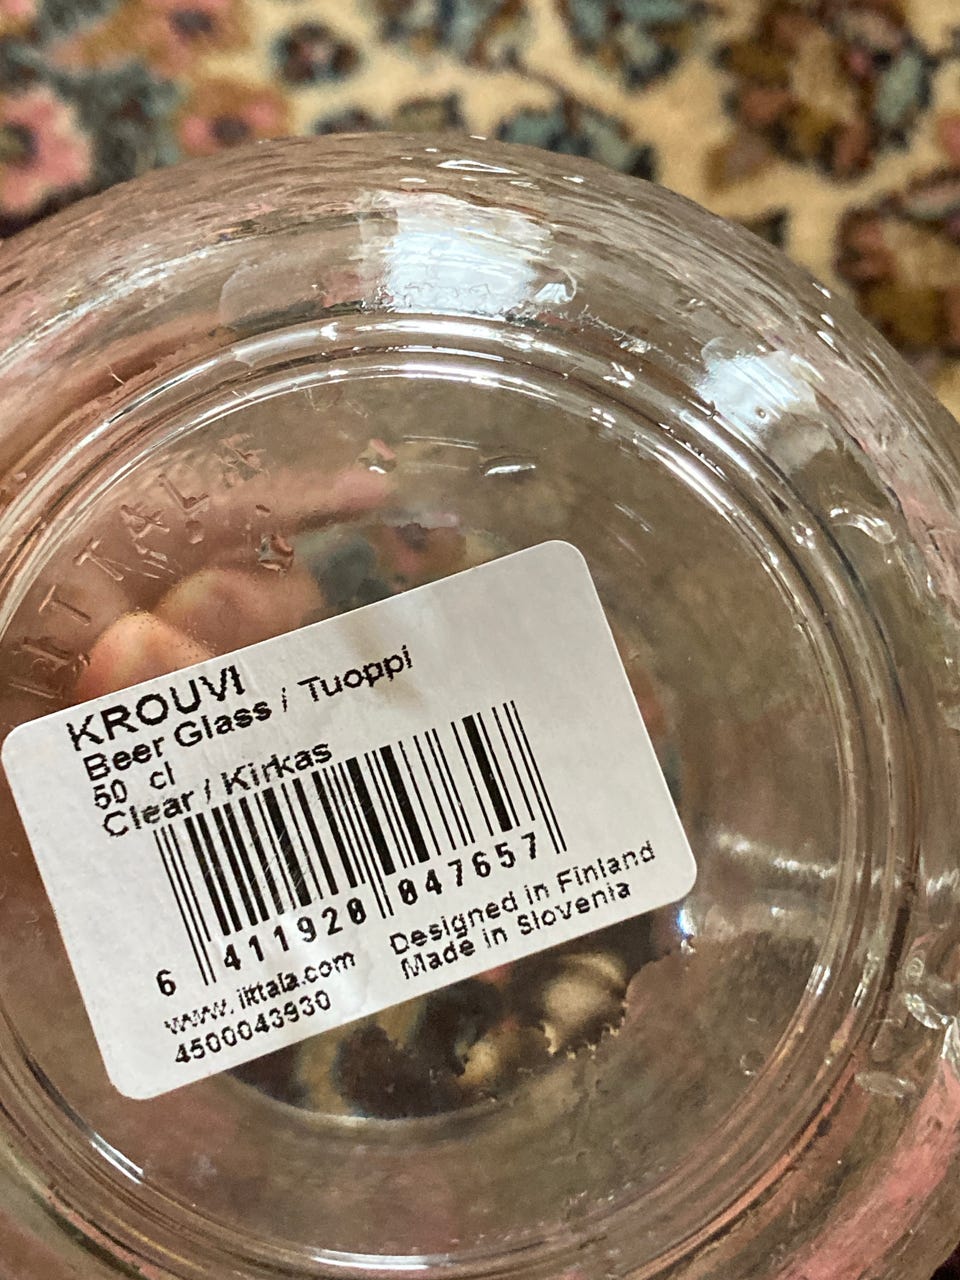 IITTALA
KROUVI
Beer Glass / Tuoppi
50 cl
Clear / Kirkas
6 411920 047657
Designed in Finland
Made in Slovenia
www.iittala.com
4500043930